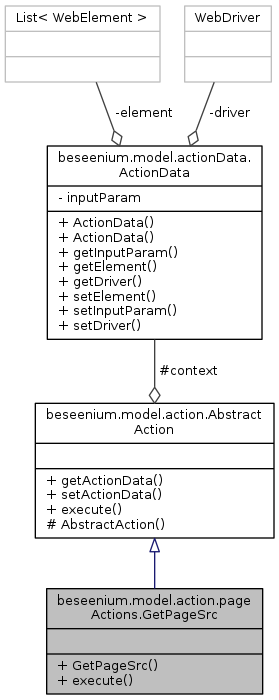 List< WebElement >
WebDriver
-element
-driver
beseenium.model.actionData.
ActionData
- inputParam
+ ActionData()
+ ActionData()
+ getInputParam()
+ getElement()
+ getDriver()
+ setElement()
+ setInputParam()
+ setDriver()
#context
beseenium.model.action.Abstract
Action
+ getActionData()
+ setActionData()
+ execute()
# AbstractAction()
beseenium.model.action.page
Actions.GetPageSrc
+ GetPageSrc()
+ execute()